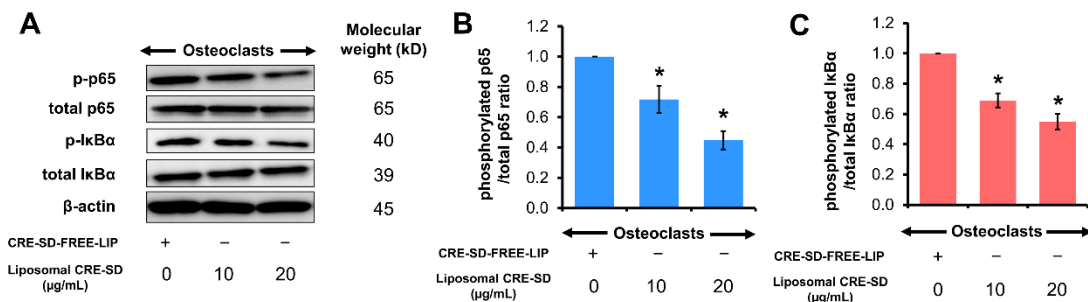 A
Osteoclasts
Molecular
weight (kD)
p-p65
65
total p65
65
p-IκBα
40
total IκBα
39
β-actin
45
CRE-SD-FREE-LIP + – –
Liposomal CRE-SD
(µg/mL)
0 10 20
B
phosphorylated p65
/total p65 ratio
1.2
1.0
0.8
0.6
0.4
0.2
0.0
*
*
Osteoclasts
CRE-SD-FREE-LIP + – –
Liposomal CRE-SD
(µg/mL)
0 10 20
C
phosphorylated IκBα
/total IκBα ratio
1.2
1.0
0.8
0.6
0.4
0.2
0.0
*
*
Osteoclasts
CRE-SD-FREE-LIP + – –
Liposomal CRE-SD
(µg/mL)
0 10 20